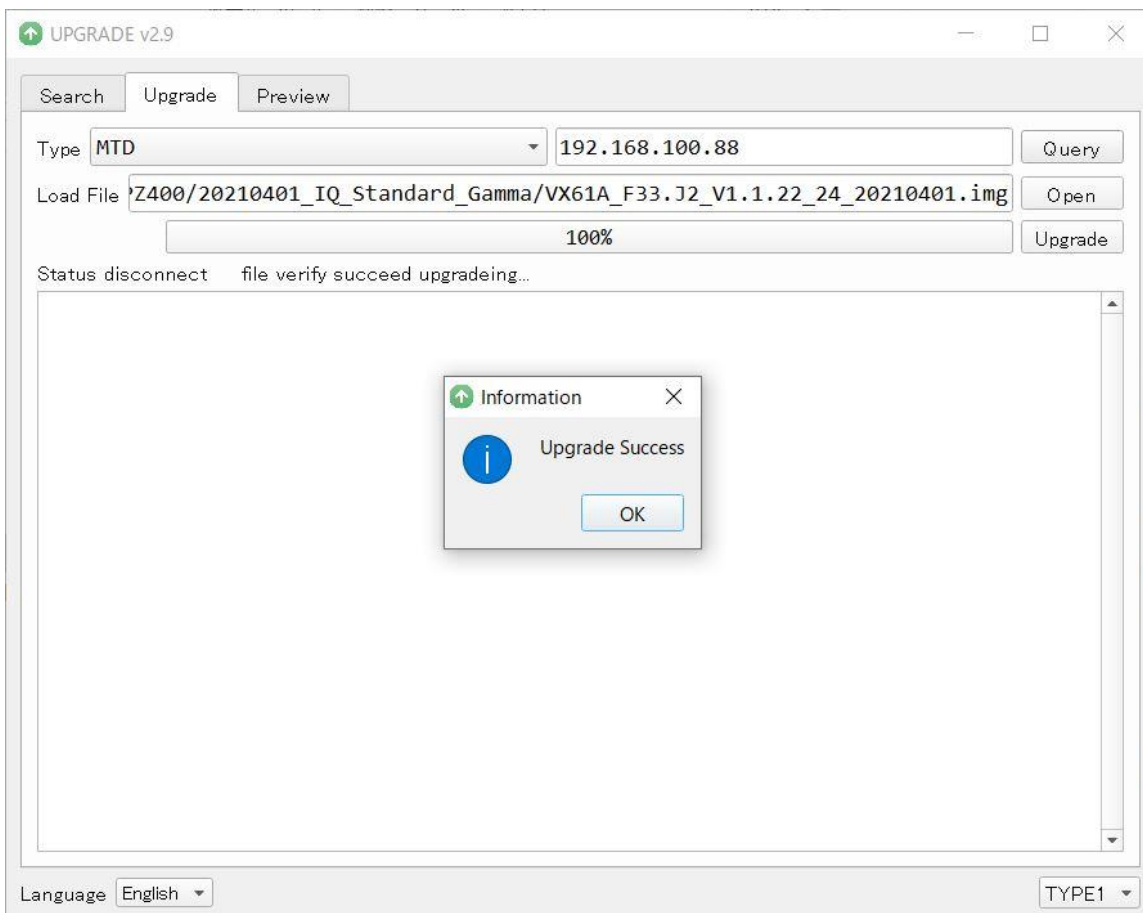 UPGRADE v2.9
Search Upgrade Preview
Type MTD 192.168.100.88 Query
Load File Z400/20210401_IQ_Standard_Gamma/VX61A_F33.J2_V1.1.22_24_20210401.img Open
100% Upgrade
Status disconnect file verify succeed upgradeing...
Information
Upgrade Success
OK
Language English TYPE1